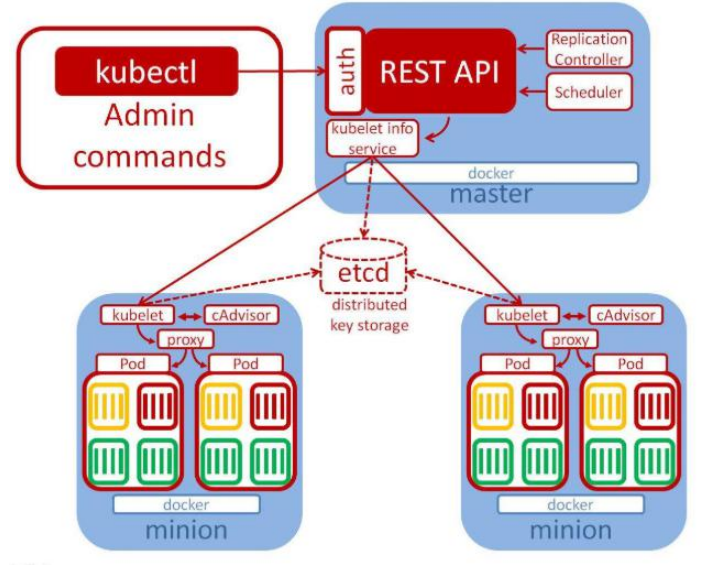 kubectl
Admin
commands
auth
REST API
Replication
Controller
Scheduler
kubelet info
service
docker
master
etcd
distributed
key storage
kubelet
cAdvisor
proxy
Pod
Pod
docker
minion
kubelet
cAdvisor
proxy
Pod
Pod
docker
minion